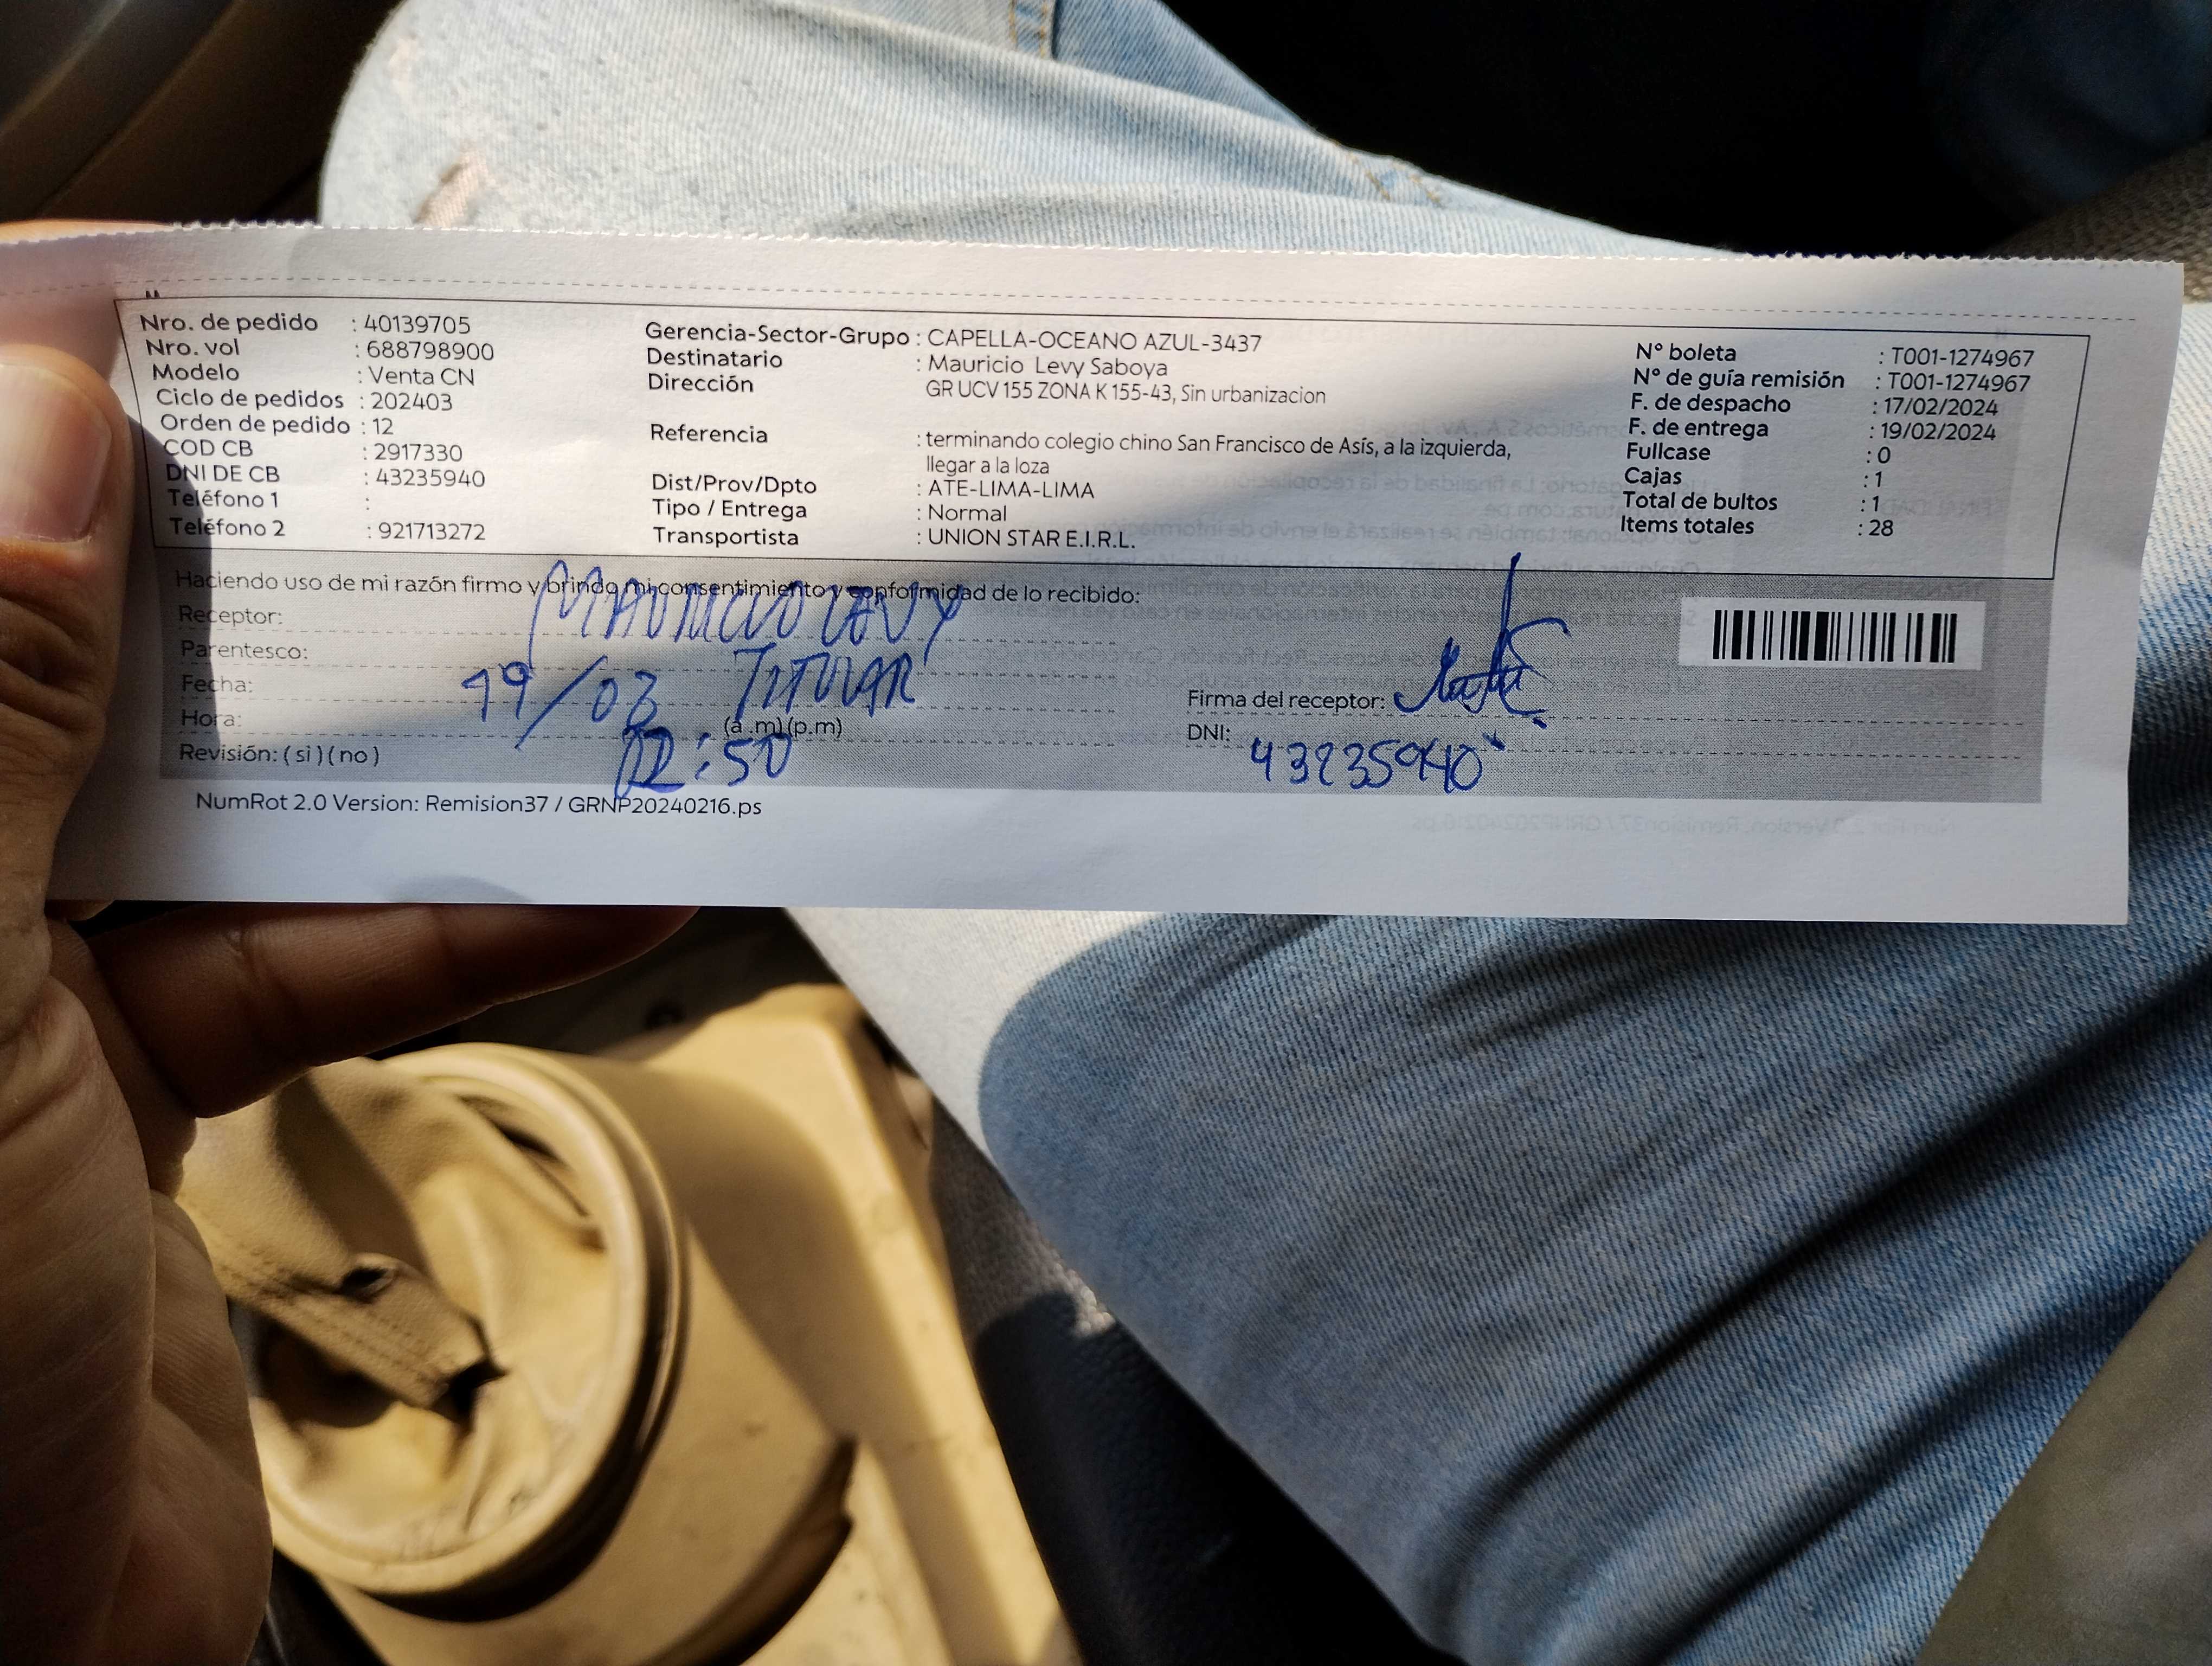 Nro. de pedido : 40139705
Nro. vol : 688798900
Modelo : Venta CN
Ciclo de pedidos : 202403
Orden de pedido : 12
COD CB : 2917330
DNI DE CB : 43235940
Teléfono 1 :
Teléfono 2 : 921713272
Gerencia-Sector-Grupo : CAPELLA-OCEANO AZUL-3437
Destinatario : Mauricio Levy Saboya
Dirección GR UCV 155 ZONA K 155-43, Sin urbanizacion
Referencia : terminando colegio chino San Francisco de Asís, a la izquierda,
llegar a la loza
Dist/Prov/Dpto : ATE-LIMA-LIMA
Tipo / Entrega : Normal
Transportista : UNION STAR E.I.R.L.
N° boleta : T001-1274967
N° de guía remisión : T001-1274967
F. de despacho : 17/02/2024
F. de entrega : 19/02/2024
Fullcase : 0
Cajas : 1
Total de bultos : 1
Items totales : 28
Haciendo uso de mi razón firmo y brindo mi consentimiento y conformidad de lo recibido:
Receptor: MAURICIO LEVY
Parentesco: TITULAR
Fecha: 19/02
Hora: 12:50 (a.m)(p.m)
Revisión: (si) (no)
Firma del receptor:
DNI: 43235940
NumRot 2.0 Version: Remision37 / GRNP20240216.ps